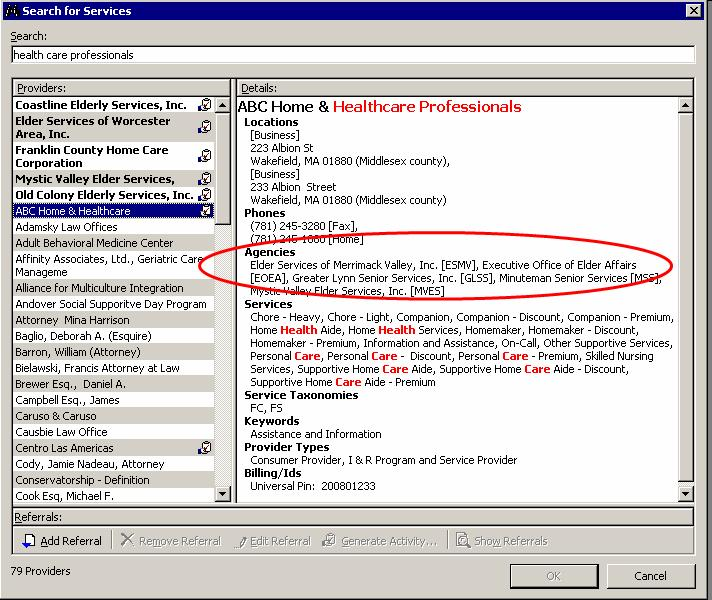 Search for Services
Search:
health care professionals
Providers:
Coastline Elderly Services, Inc.
Elder Services of Worcester
Area, Inc.
Franklin County Home Care
Corporation
Mystic Valley Elder Services,
Old Colony Elderly Services, Inc.
ABC Home & Healthcare
Adamsky Law Offices
Adult Behavioral Medicine Center
Affinity Associates, Ltd., Geriatric Care
Manageme
Alliance for Multiculture Integration
Andover Social Supportve Day Program
Attorney Mina Harrison
Baglio, Deborah A. (Esquire)
Barron, William (Attorney)
Bielawski, Francis Attorney at Law
Brewer Esq., Daniel A.
Campbell Esq., James
Caruso & Caruso
Causbie Law Office
Centro Las Americas
Cody, Jamie Nadeau, Attorney
Conservatorship - Definition
Cook Esq, Michael F.
Details:
ABC Home & Healthcare Professionals
Locations
[Business]
223 Albion St
Wakefield, MA 01880 (Middlesex county),
[Business]
233 Albion Street
Wakefield, MA 01880 (Middlesex county)
Phones
(781) 245-3280 [Fax],
(781) 245-1880 [Home]
Agencies
Elder Services of Merrimack Valley, Inc. [ESMV], Executive Office of Elder Affairs
[EOEA], Greater Lynn Senior Services, Inc. [GLSS], Minuteman Senior Services [MSS],
Mystic Valley Elder Services, Inc. [MVES]
Services
Chore - Heavy, Chore - Light, Companion, Companion - Discount, Companion - Premium,
Home Health Aide, Home Health Services, Homemaker, Homemaker - Discount,
Homemaker - Premium, Information and Assistance, On-Call, Other Supportive Services,
Personal Care, Personal Care - Discount, Personal Care - Premium, Skilled Nursing
Services, Supportive Home Care Aide, Supportive Home Care Aide - Discount,
Supportive Home Care Aide - Premium
Service Taxonomies
FC, FS
Keywords
Assistance and Information
Provider Types
Consumer Provider, I & R Program and Service Provider
Billing/Ids
Universal Pin: 200801233
Referrals:
Add Referral Remove Referral Edit Referral Generate Activity... Show Referrals
79 Providers
OK Cancel